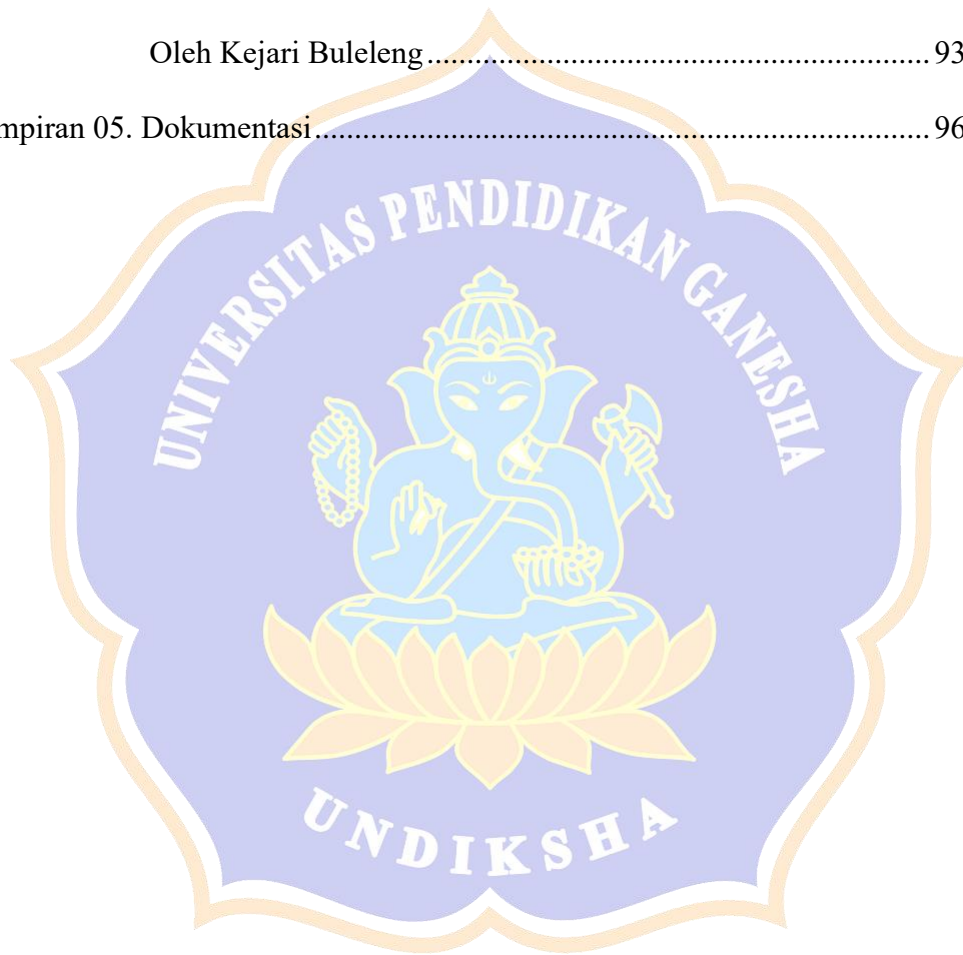 Oleh Kejari Buleleng.......................................................... 93
mpiran 05. Dokumentasi....................................................................... 96
UNIVERSITAS PENDIDIKAN GANESHA
UNDIKSHA